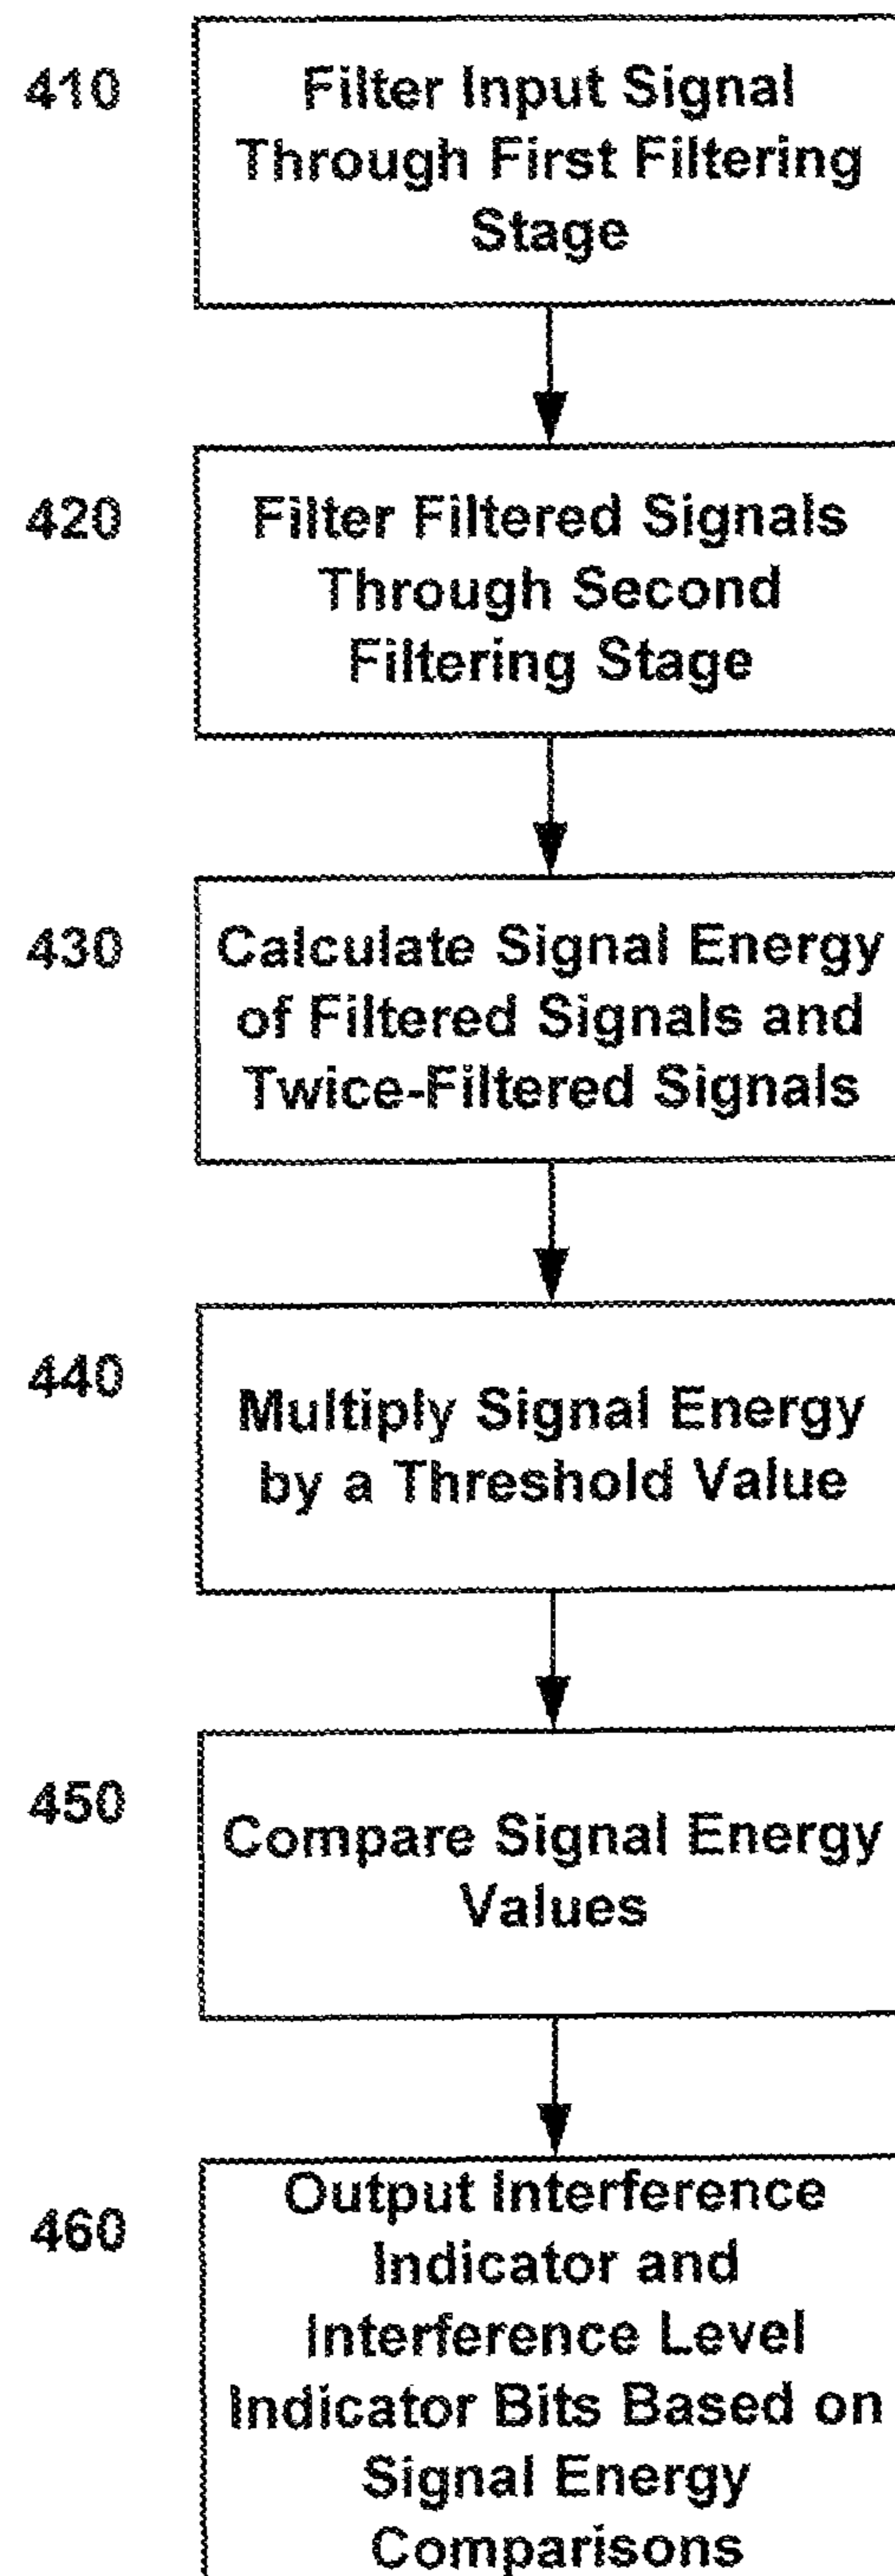 410
Filter Input Signal
Through First Filtering
Stage
420
Filter Filtered Signals
Through Second
Filtering Stage
430
Calculate Signal Energy
of Filtered Signals and
Twice-Filtered Signals
440
Multiply Signal Energy
by a Threshold Value
450
Compare Signal Energy
Values
460
Output Interference
Indicator and
Interference Level
Indicator Bits Based on
Signal Energy
Comparisons